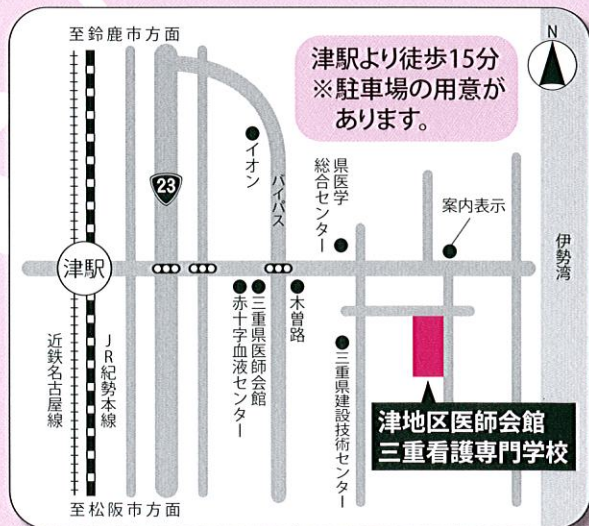 至鈴鹿市方面
N
津駅より徒歩15分
※駐車場の用意が
あります。
23
イオン
バイパス
県医学
総合センター
案内表示
伊勢湾
津駅
近鉄名古屋線
JR紀勢本線
赤十字血液センター
三重県医師会館
木曽路
三重県建設技術センター
津地区医師会館
三重看護専門学校
至松阪市方面